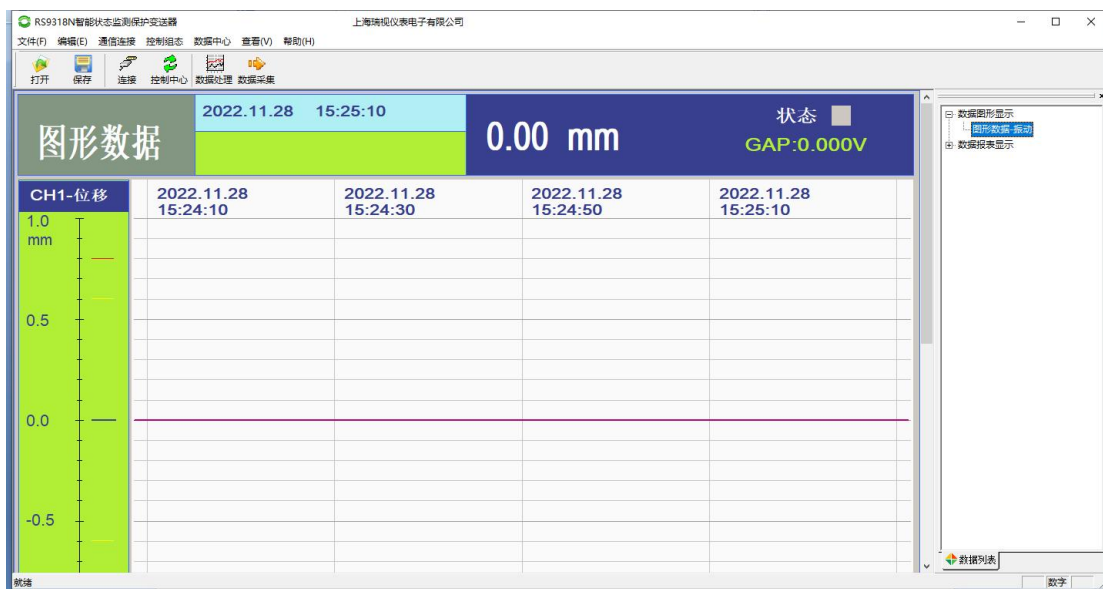 RS9318N智能状态监测保护变送器 上海瑞视仪表电子有限公司
文件(F) 编辑(E) 通信连接 控制组态 数据中心 查看(V) 帮助(H)
打开 保存 连接 控制中心 数据处理 数据采集
图形数据
2022.11.28 15:25:10
0.00 mm
状态
GAP:0.000V
CH1-位移
2022.11.28 15:24:10
2022.11.28 15:24:30
2022.11.28 15:24:50
2022.11.28 15:25:10
1.0
mm
0.5
0.0
-0.5
数据图形显示
图形数据-振动
数据报表显示
数据列表
就绪
数字